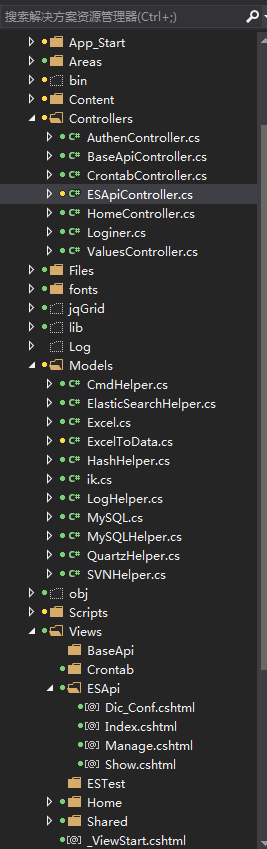 搜索解决方案资源管理器(Ctrl+;)
App_Start
Areas
bin
Content
Controllers
C# AuthenController.cs
C# BaseApiController.cs
C# CrontabController.cs
C# ESApiController.cs
C# HomeController.cs
C# Loginer.cs
C# ValuesController.cs
Files
fonts
jqGrid
lib
Log
Models
C# CmdHelper.cs
C# ElasticSearchHelper.cs
C# Excel.cs
C# ExcelToData.cs
C# HashHelper.cs
C# ik.cs
C# LogHelper.cs
C# MySQL.cs
C# MySQLHelper.cs
C# QuartzHelper.cs
C# SVNHelper.cs
obj
Scripts
Views
BaseApi
Crontab
ESApi
[@] Dic_Conf.cshtml
[@] Index.cshtml
[@] Manage.cshtml
[@] Show.cshtml
ESTest
Home
Shared
[@] _ViewStart.cshtml